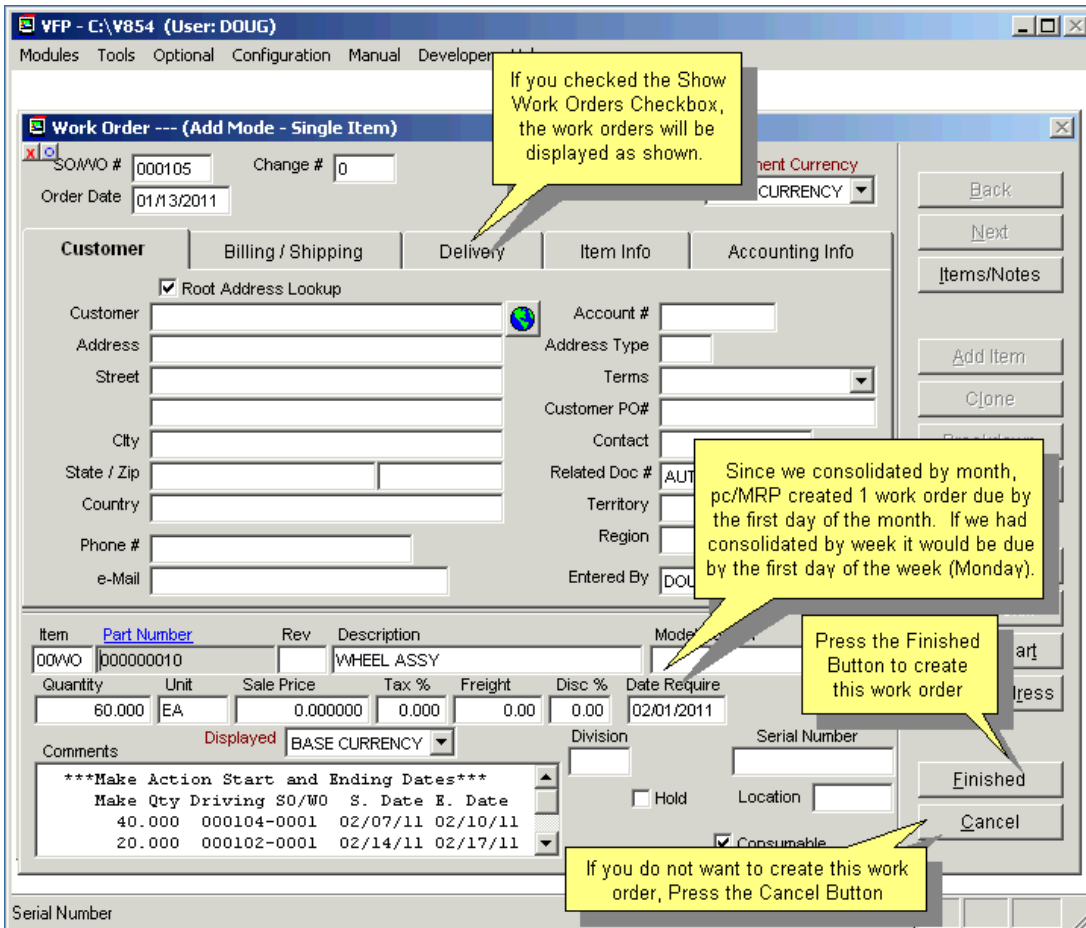 VFP - C:\V854 (User: DOUG)
Modules Tools Optional Configuration Manual Developer
If you checked the Show
Work Orders Checkbox,
the work orders will be
displayed as shown.
Work Order --- (Add Mode - Single Item)
SO/WO # 000105 Change # 0
Currency
Order Date 01/13/2011 CURRENCY
Back
Next
Items/Notes
Add Item
Clone
Customer Billing / Shipping Delivery Item Info Accounting Info
Root Address Lookup
Customer Account #
Address Address Type
Street Terms
Customer PO#
City Contact
State / Zip Related Doc # AUT
Country Territory
Region
Phone #
e-Mail Entered By DOU
Since we consolidated by month,
pc/MRP created 1 work order due by
the first day of the month. If we had
consolidated by week it would be due
by the first day of the week (Monday).
Press the Finished
Button to create
this work order
Item Part Number Rev Description Model
00WO 000000010 WHEEL ASSY
Quantity Unit Sale Price Tax % Freight Disc % Date Require
60.000 EA 0.000000 0.000 0.00 0.00 02/01/2011
Displayed BASE CURRENCY Division Serial Number
Comments
***Make Action Start and Ending Dates***
Make Qty Driving SO/WO S. Date E. Date
40.000 000104-0001 02/07/11 02/10/11
20.000 000102-0001 02/14/11 02/17/11
Hold Location
Consumable
Finished
Cancel
If you do not want to create this work
order, Press the Cancel Button
Serial Number